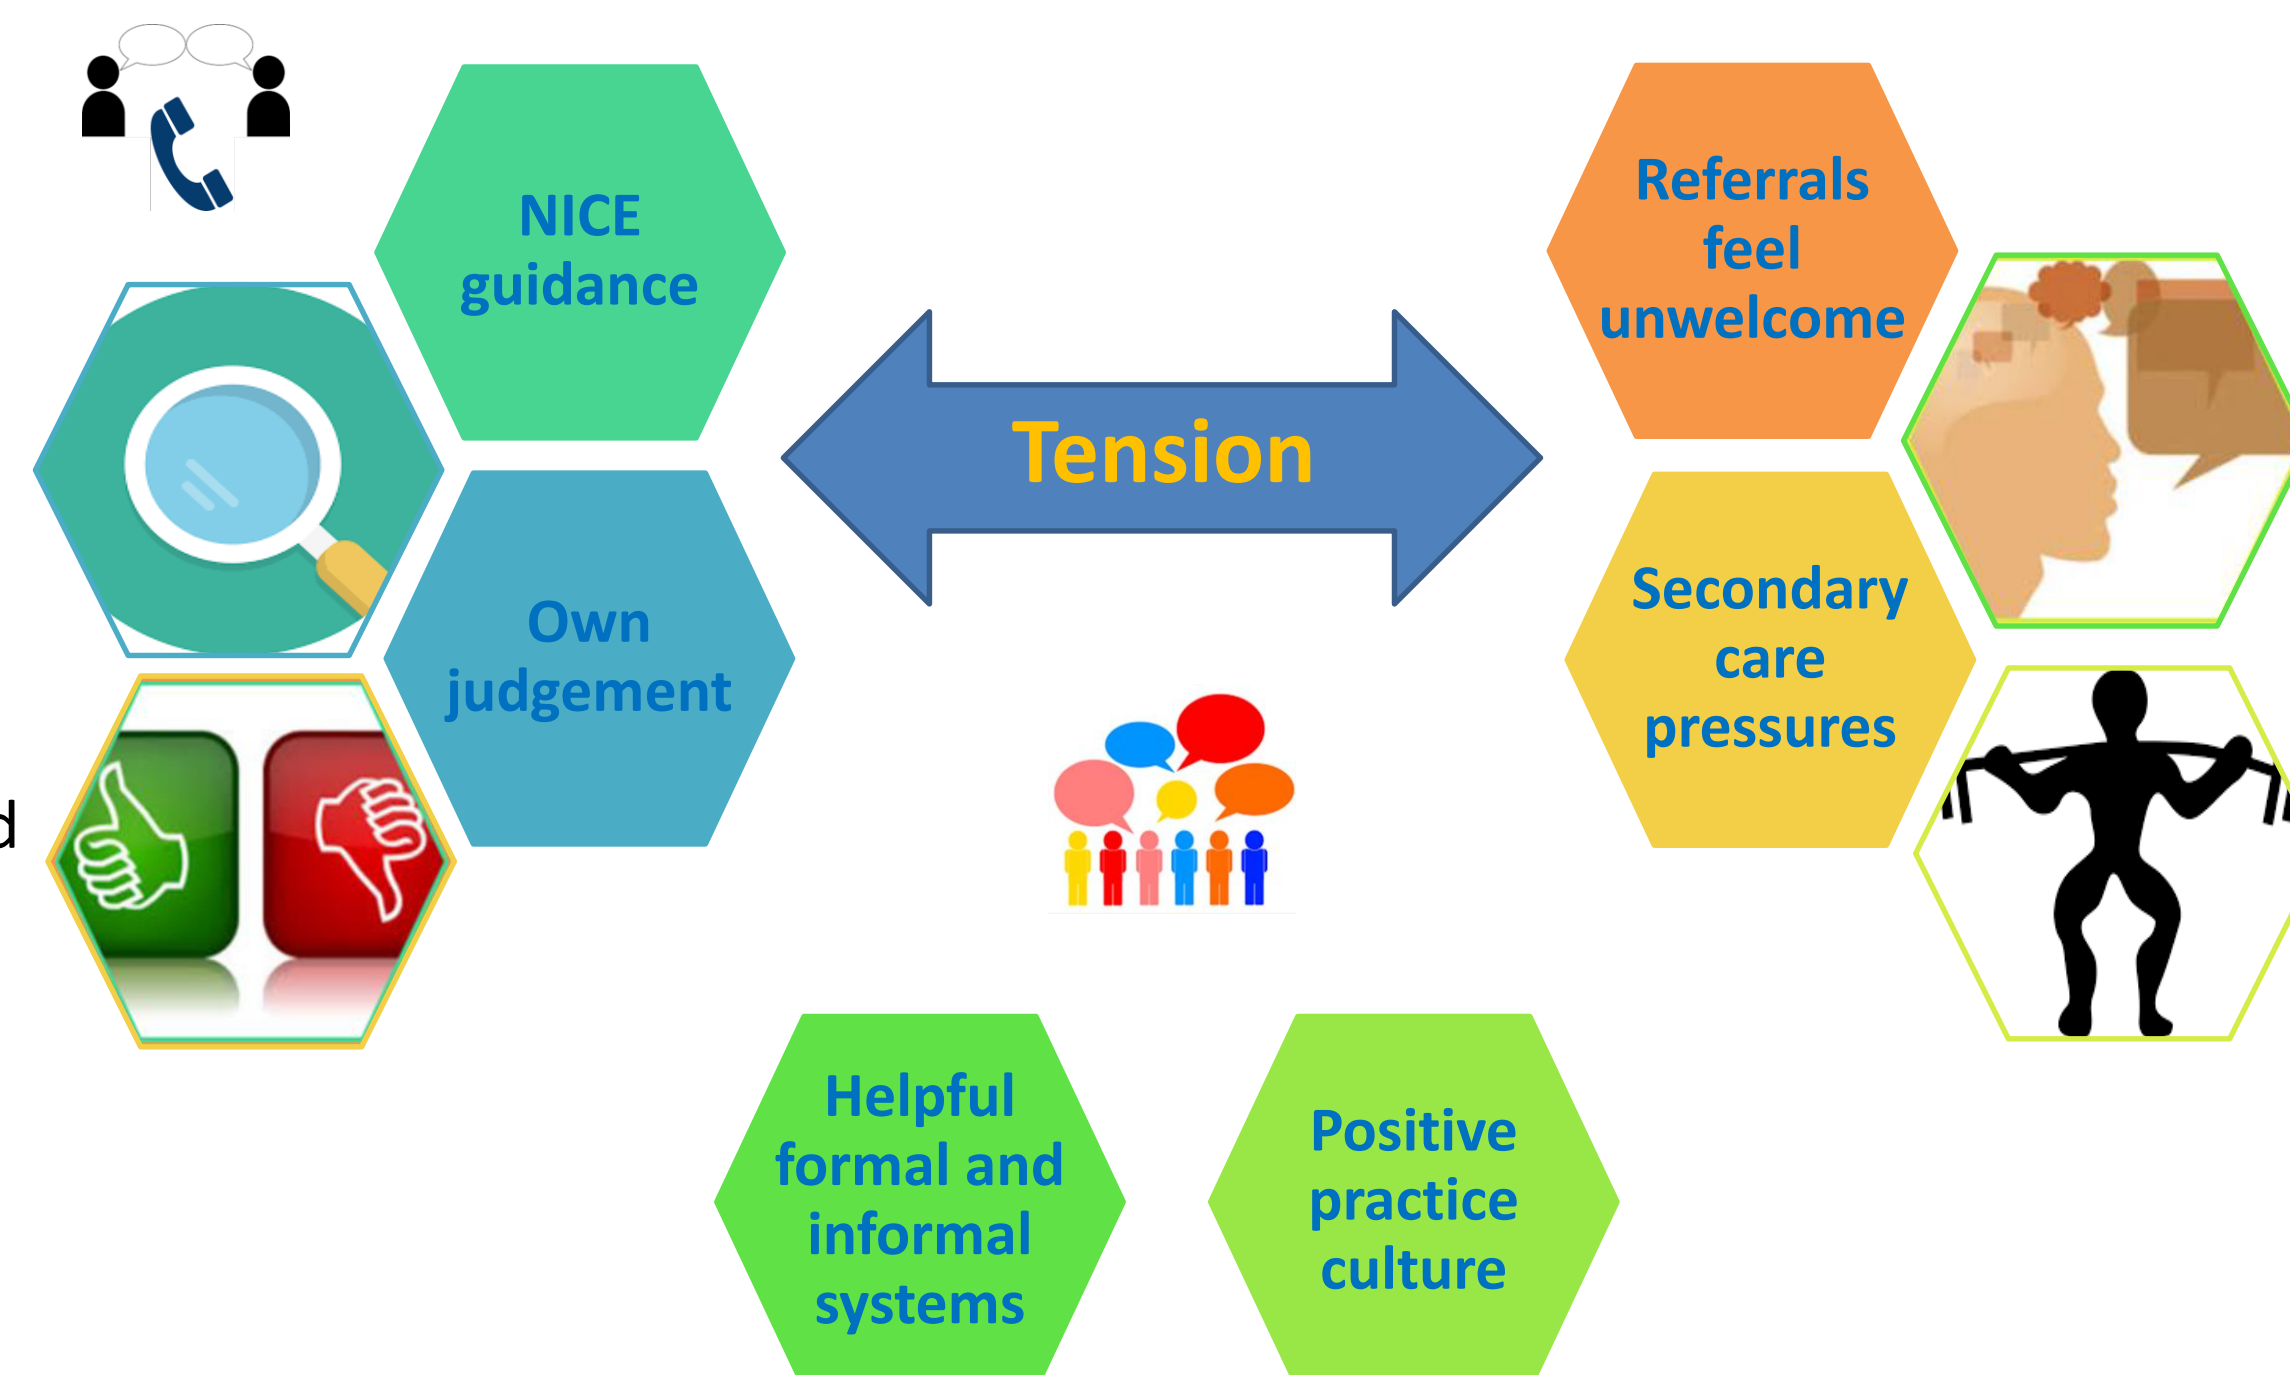 NICE
guidance
Own
judgement
Tension
Referrals
feel
unwelcome
Secondary
care
pressures
d
Helpful
formal and
informal
systems
Positive
practice
culture